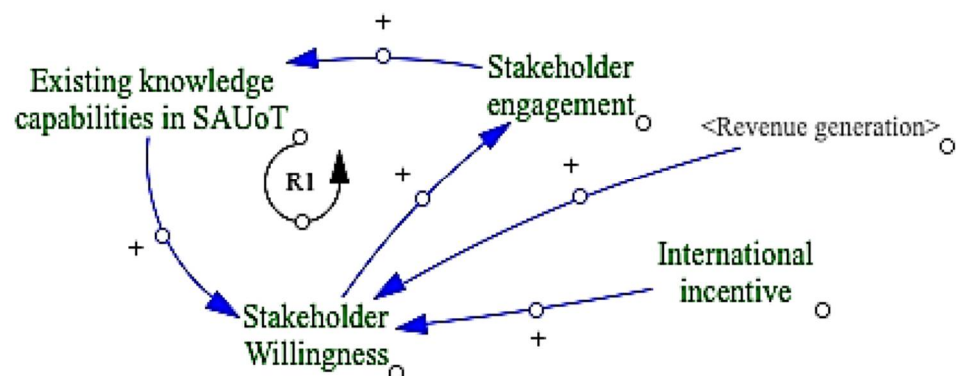 +
Existing knowledge
capabilities in SAUoT
Stakeholder
engagement
<Revenue generation>
R1
+
+
+
International
incentive
Stakeholder
Willingness
+